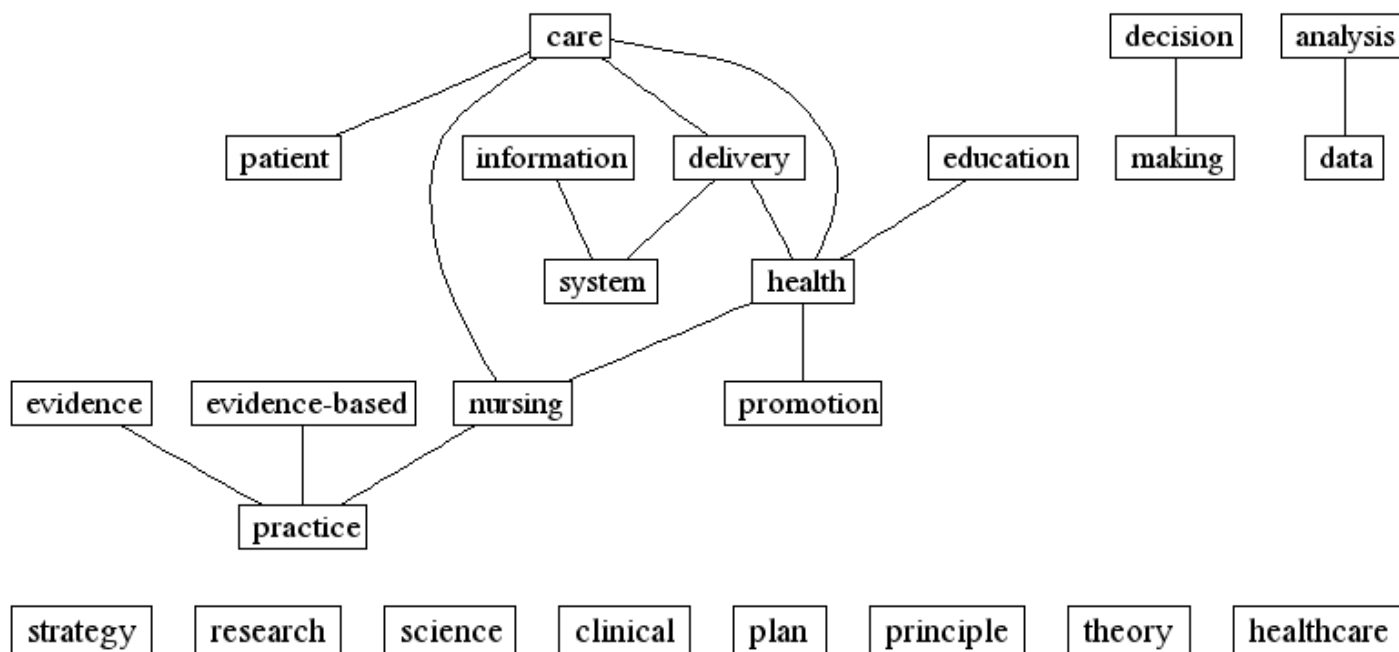 care decision analysis
patient information delivery education making data
system health
evidence evidence-based nursing promotion
practice
strategy research science clinical plan principle theory healthcare